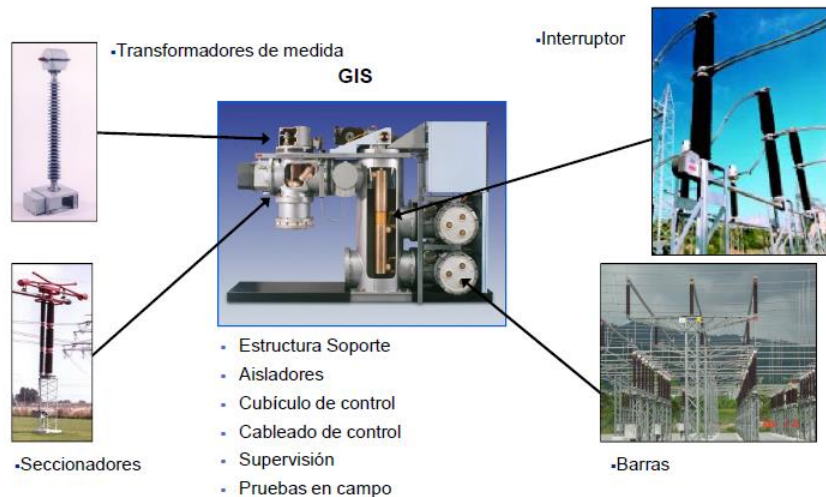 ▪Transformadores de medida
▪Interruptor
GIS
▪ Estructura Soporte
▪ Aisladores
▪ Cubículo de control
▪ Cableado de control
▪ Supervisión
▪ Pruebas en campo
▪Seccionadores
▪Barras